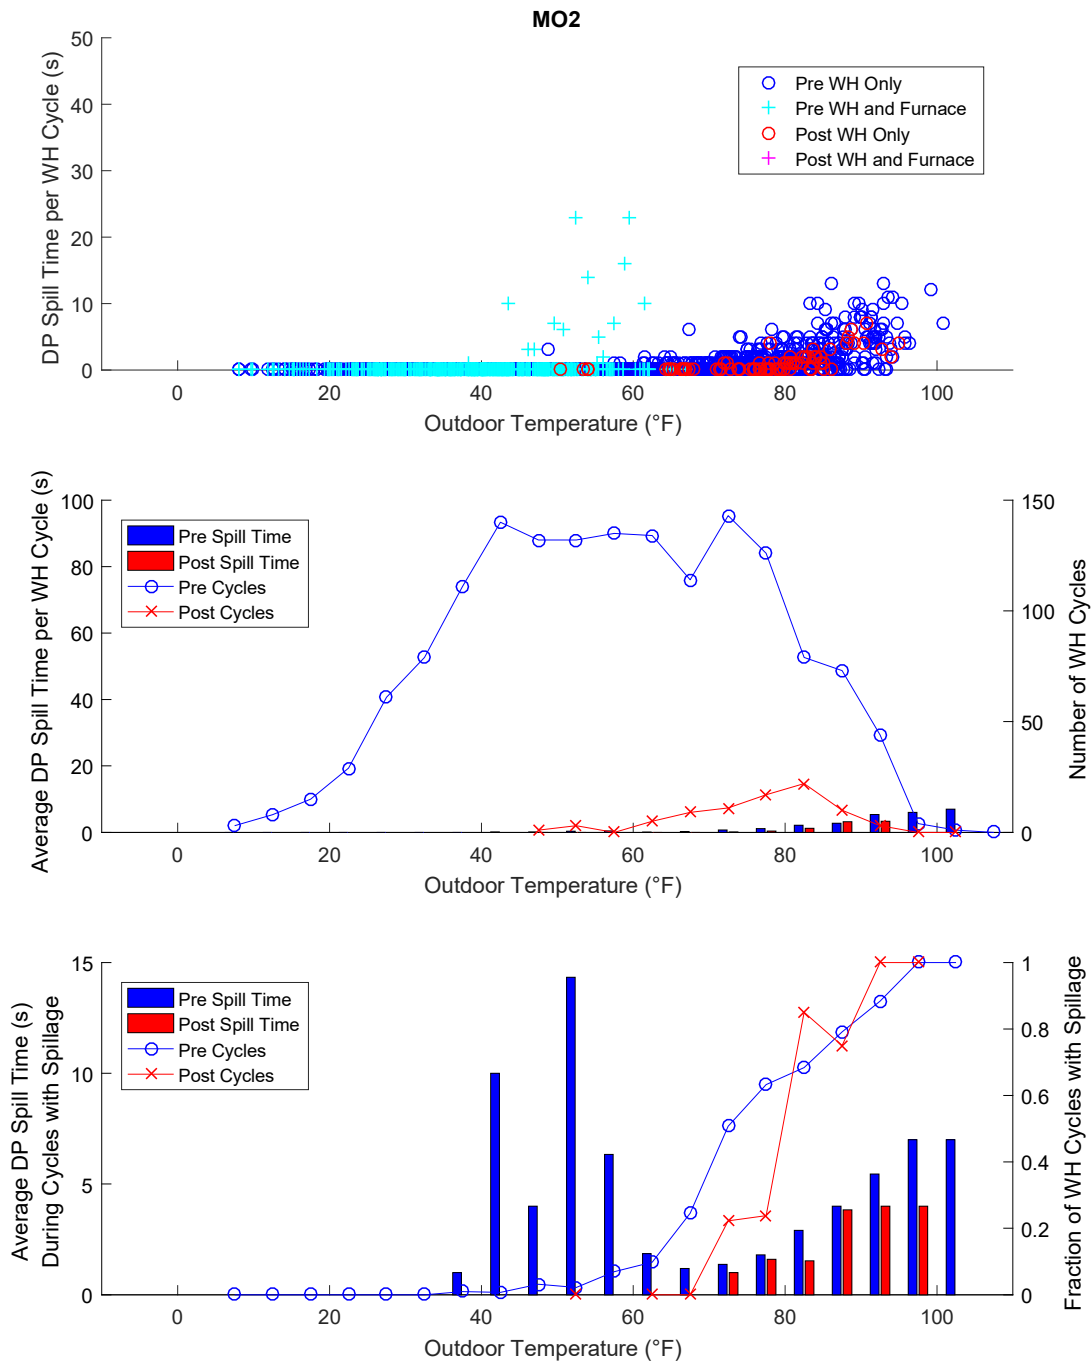 MO2
50
40
30
20
10
0
DP Spill Time per WH Cycle (s)
Pre WH Only
Pre WH and Furnace
Post WH Only
Post WH and Furnace
0 20 40 60 80 100
Outdoor Temperature (°F)
100
80
60
40
20
0
Average DP Spill Time per WH Cycle (s)
Pre Spill Time
Post Spill Time
Pre Cycles
Post Cycles
150
100
50
0
Number of WH Cycles
0 20 40 60 80 100
Outdoor Temperature (°F)
15
10
5
0
Average DP Spill Time (s)
During Cycles with Spillage
Pre Spill Time
Post Spill Time
Pre Cycles
Post Cycles
1
0.8
0.6
0.4
0.2
0
Fraction of WH Cycles with Spillage
0 20 40 60 80 100
Outdoor Temperature (°F)